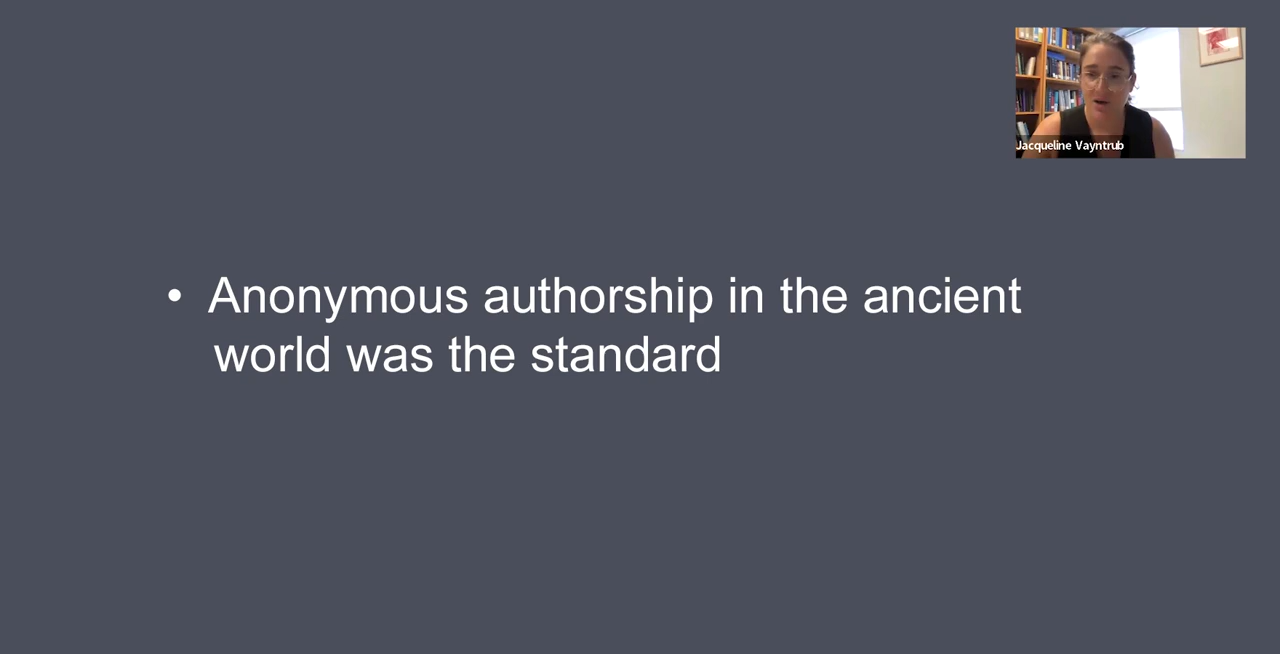 Jacqueline Vayntrub
• Anonymous authorship in the ancient
world was the standard